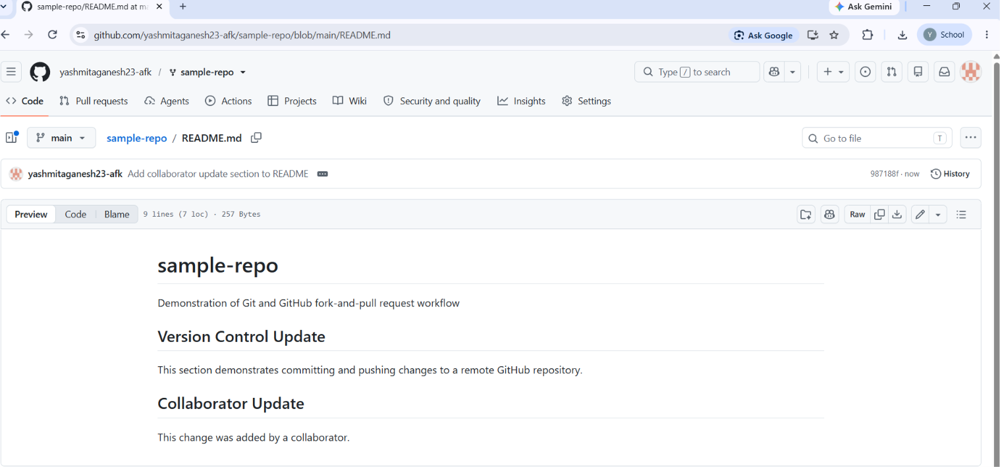 sample-repo/README.md at ma
Ask Gemini
github.com/yashmitaganesh23-afk/sample-repo/blob/main/README.md
Ask Google
Y School
yashmitaganesh23-afk / sample-repo
Type / to search
Code Pull requests Agents Actions Projects Wiki Security and quality Insights Settings
main
sample-repo / README.md
Go to file T
yashmitaganesh23-afk Add collaborator update section to README
987188f · now History
Preview Code Blame 9 lines (7 loc) · 257 Bytes
Raw
sample-repo
Demonstration of Git and GitHub fork-and-pull request workflow
Version Control Update
This section demonstrates committing and pushing changes to a remote GitHub repository.
Collaborator Update
This change was added by a collaborator.